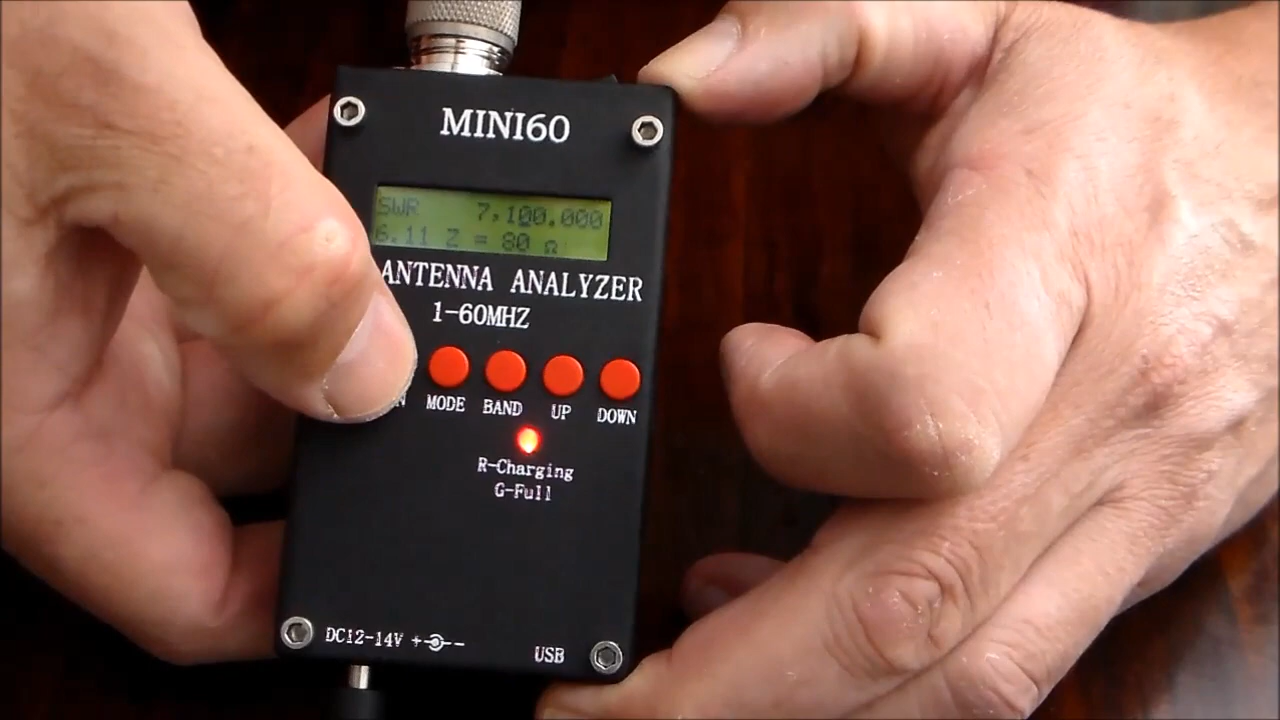 MINI60
SWR 7,100.000
6.11 Z = 80 Ω
ANTENNA ANALYZER
1-60MHZ
MODE BAND UP DOWN
R-Charging
G-Full
DC12-14V + -
USB